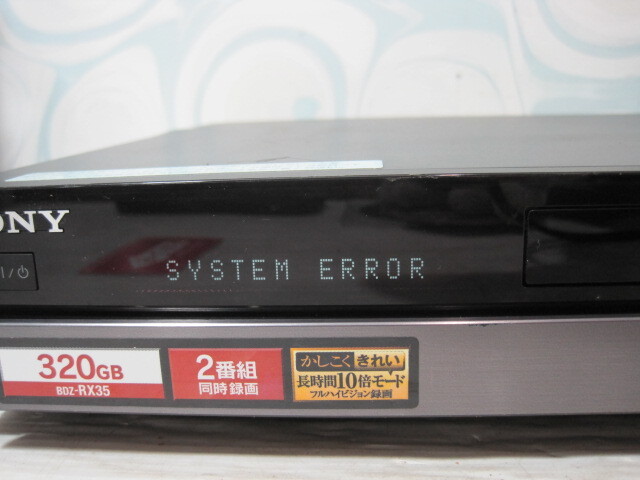 ONY
I/⏻
SYSTEM ERROR
320GB
BDZ-RX35
2番組
同時録画
かしこくきれい
長時間10倍モード
フルハイビジョン録画